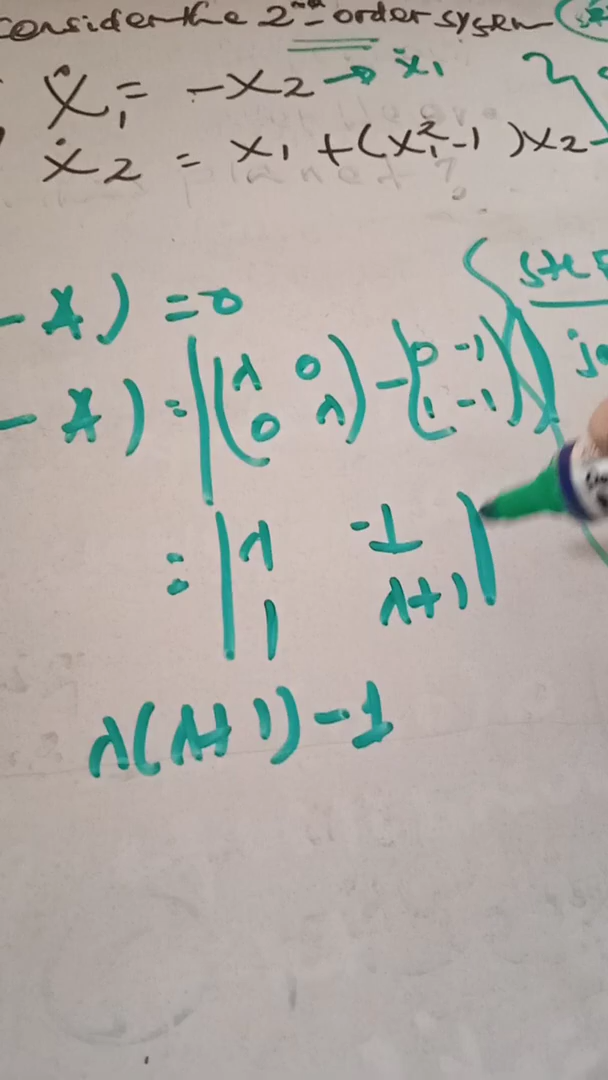 Consider the 2nd order system
ẋ₁ = -x₂ → ẋ₁
ẋ₂ = x₁ + (x₁² - 1)x₂
- A) = 0
- A) = |(λ 0 0 λ) - (0 -1 1 -1)|
= |λ -1 1 λ+1|
λ(λ+1) - 1